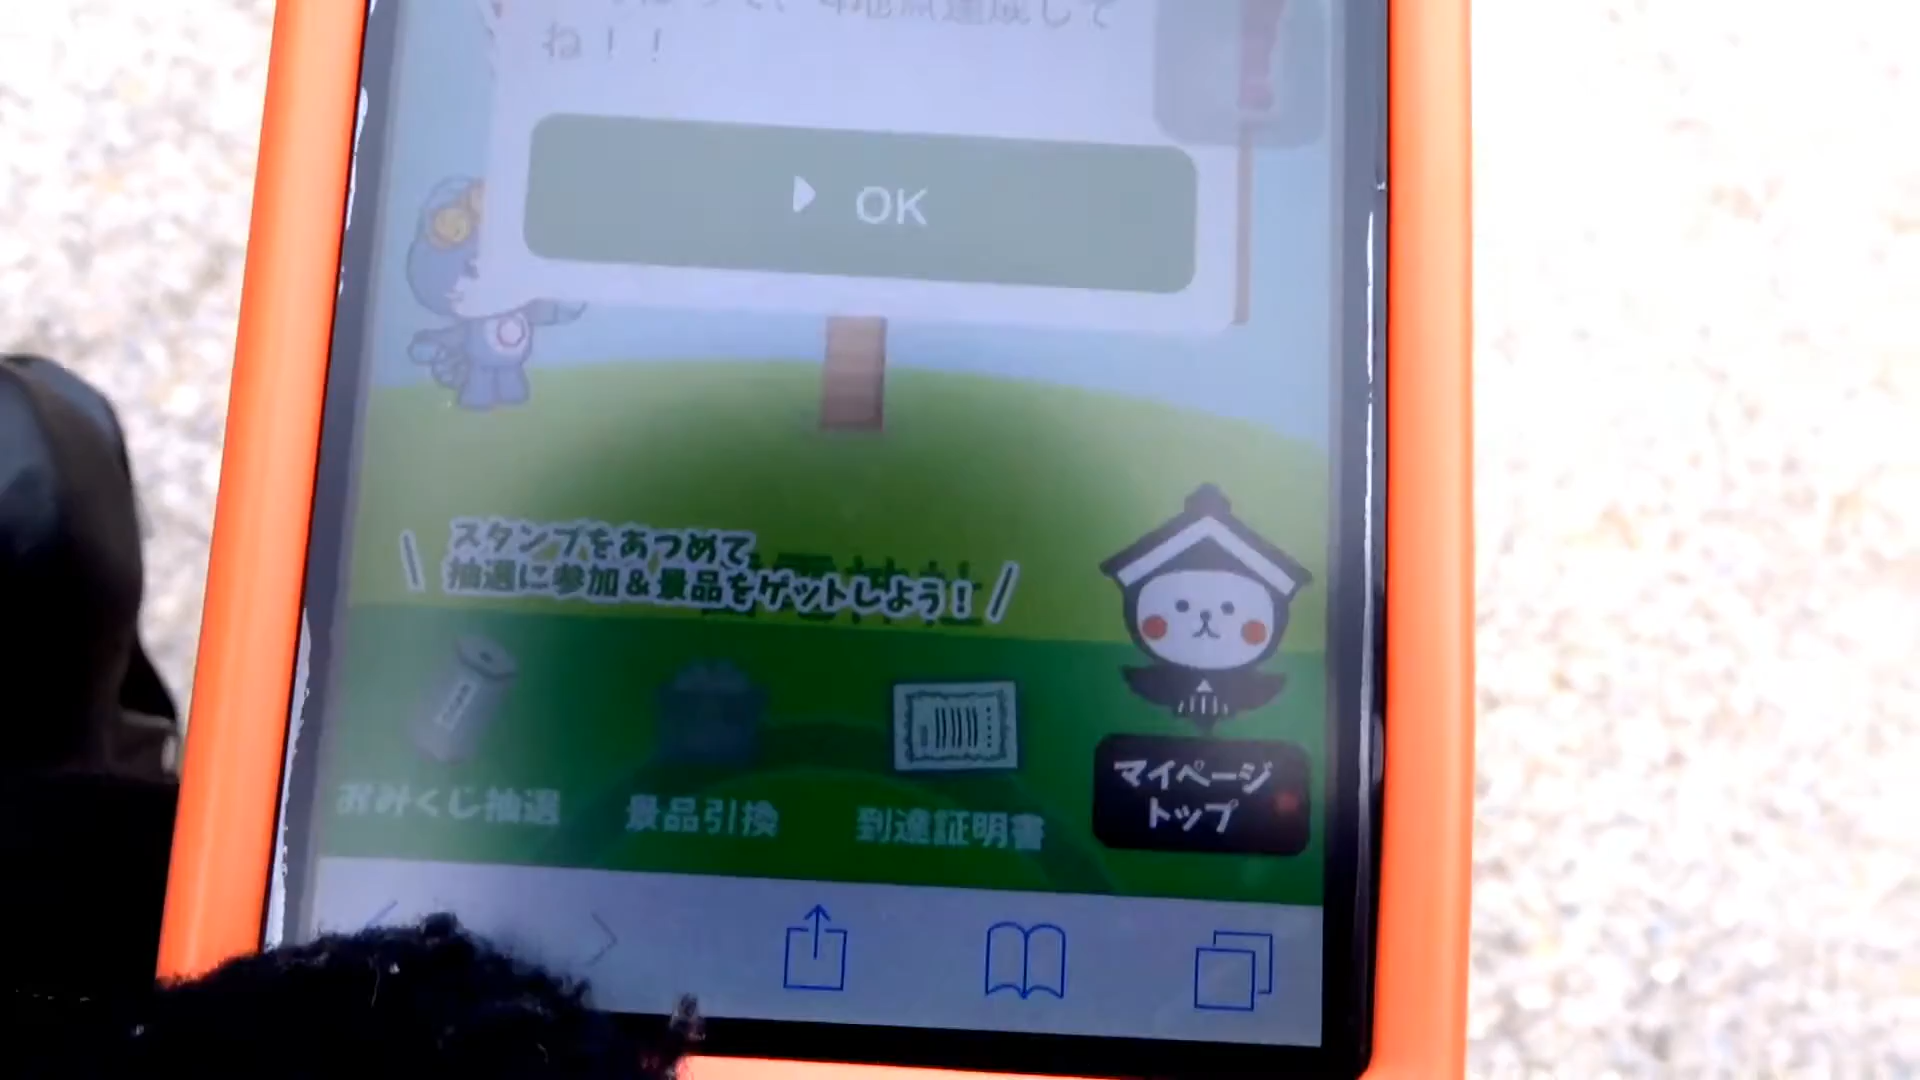 ね！！
OK
スタンプをあつめて
抽選に参加＆景品をゲットしよう！
おみくじ抽選
景品引換
到達証明書
マイページ
トップ